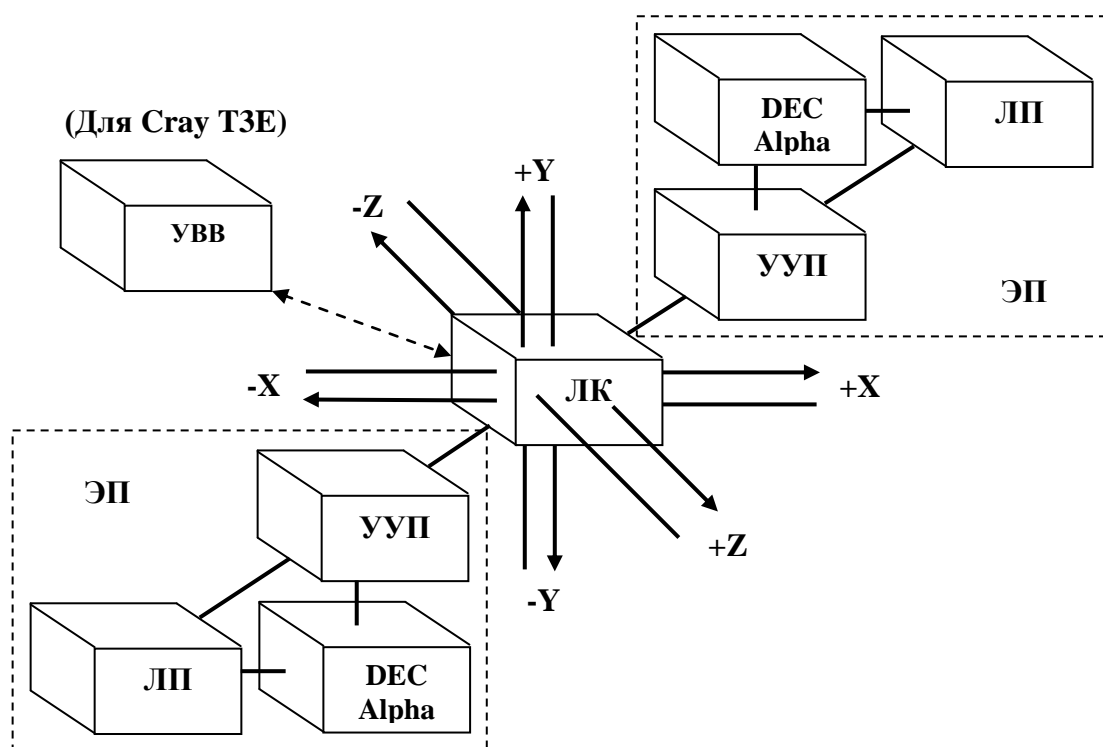 (Для Cray T3E)
УВВ
DEC
Alpha
ЛП
УУП
ЭП
+Y
-Z
-X
ЛК
+X
ЭП
УУП
+Z
-Y
ЛП
DEC
Alpha